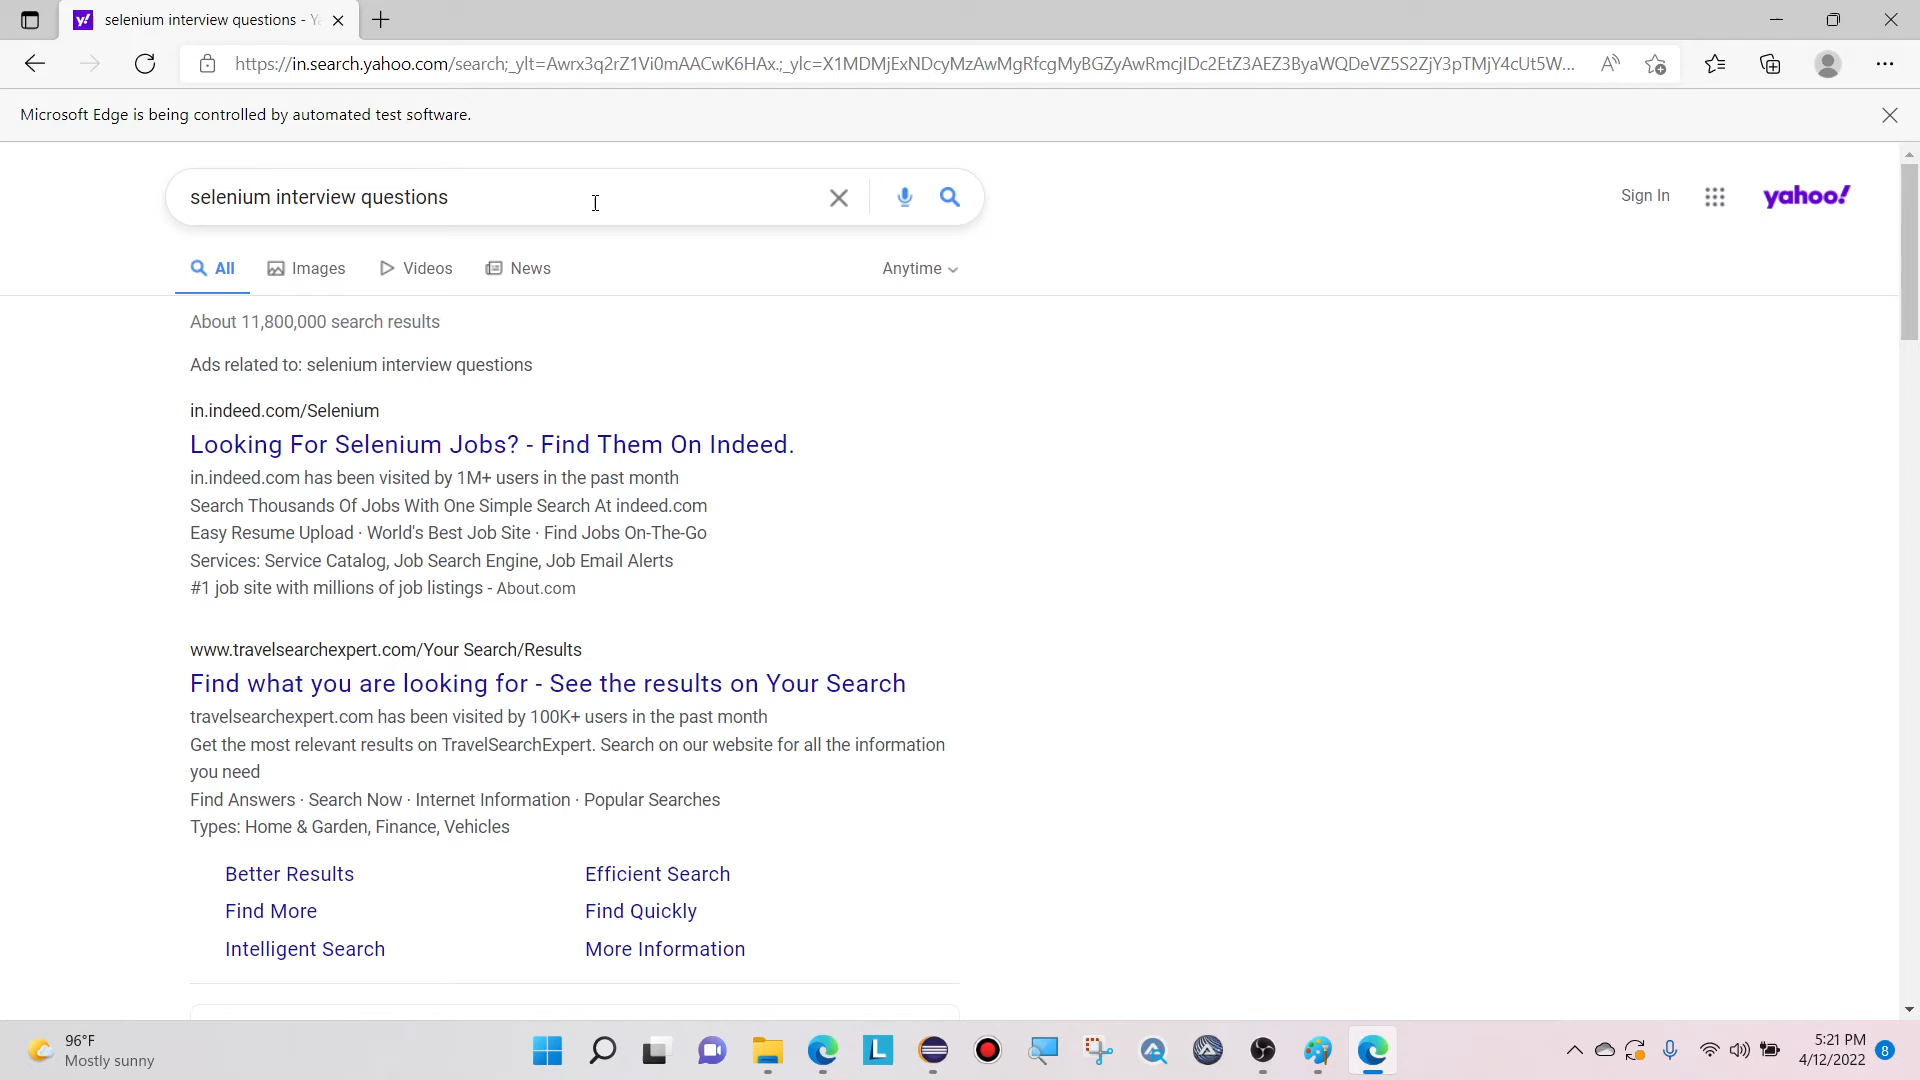 selenium interview questions - Y
https://in.search.yahoo.com/search;_ylt=Awrx3q2rZ1Vi0mAACwK6HAx.;_ylc=X1MDMjExNDcyMzAwMgRfcgMyBGZyAwRmcjIDc2EtZ3AEZ3ByaWQDeVZ5S2ZjY3pTMjY4cUt5W...
Microsoft Edge is being controlled by automated test software.
selenium interview questions
Sign In
yahoo!
All
Images
Videos
News
Anytime
About 11,800,000 search results
Ads related to: selenium interview questions
in.indeed.com/Selenium
Looking For Selenium Jobs? - Find Them On Indeed.
in.indeed.com has been visited by 1M+ users in the past month
Search Thousands Of Jobs With One Simple Search At indeed.com
Easy Resume Upload · World's Best Job Site · Find Jobs On-The-Go
Services: Service Catalog, Job Search Engine, Job Email Alerts
#1 job site with millions of job listings - About.com
www.travelsearchexpert.com/Your Search/Results
Find what you are looking for - See the results on Your Search
travelsearchexpert.com has been visited by 100K+ users in the past month
Get the most relevant results on TravelSearchExpert. Search on our website for all the information
you need
Find Answers · Search Now · Internet Information · Popular Searches
Types: Home & Garden, Finance, Vehicles
Better Results
Efficient Search
Find More
Find Quickly
Intelligent Search
More Information
96°F
Mostly sunny
5:21 PM
4/12/2022
8